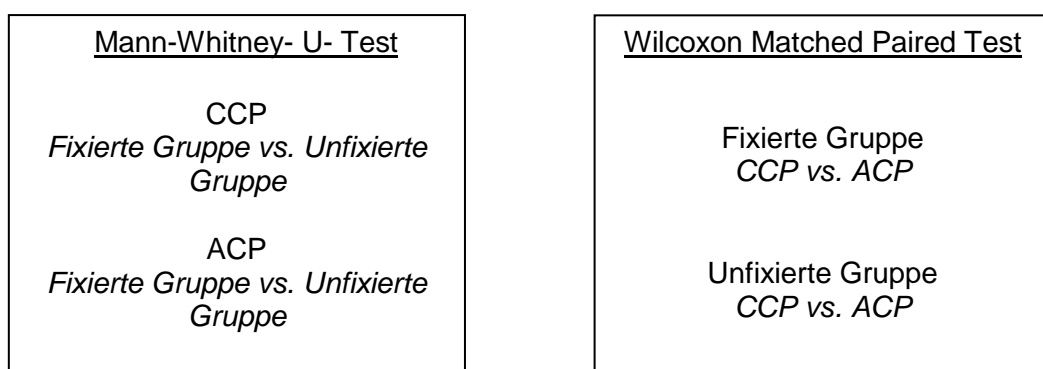 Mann-Whitney- U- Test
CCP
Fixierte Gruppe vs. Unfixierte
Gruppe
ACP
Fixierte Gruppe vs. Unfixierte
Gruppe
Wilcoxon Matched Paired Test
Fixierte Gruppe
CCP vs. ACP
Unfixierte Gruppe
CCP vs. ACP